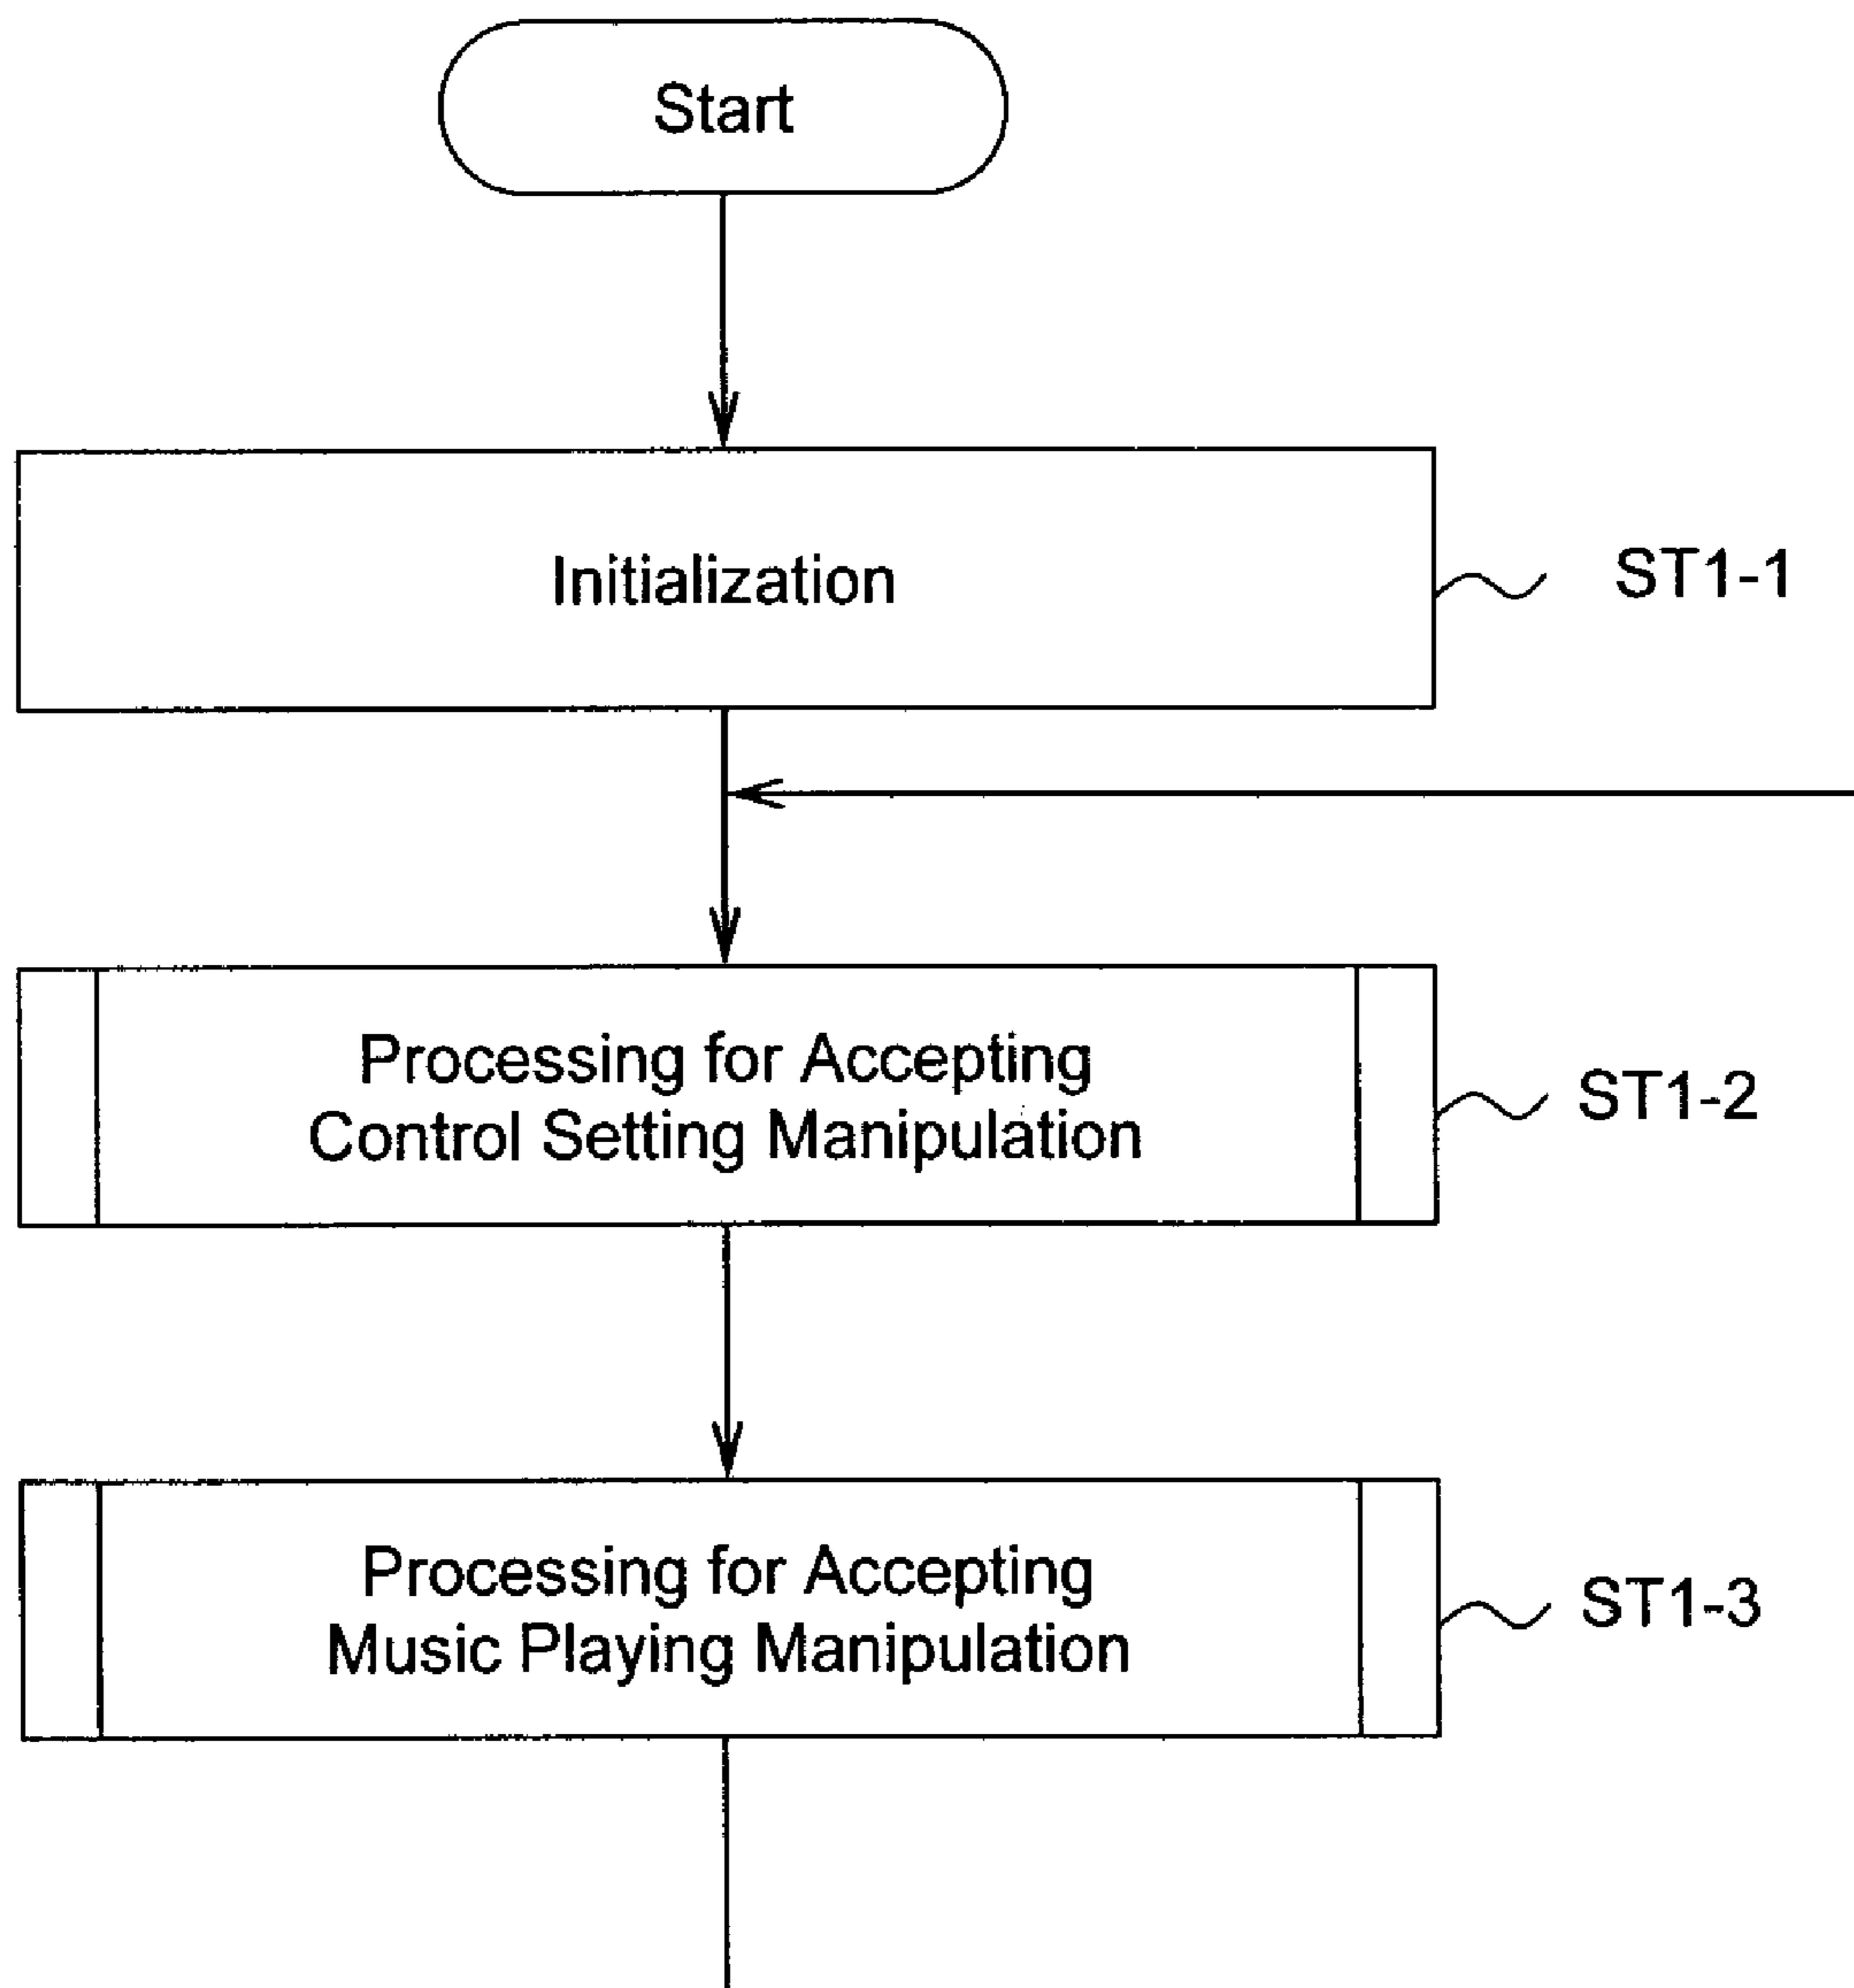 Start
Initialization
ST1-1
Processing for Accepting
Control Setting Manipulation
ST1-2
Processing for Accepting
Music Playing Manipulation
ST1-3